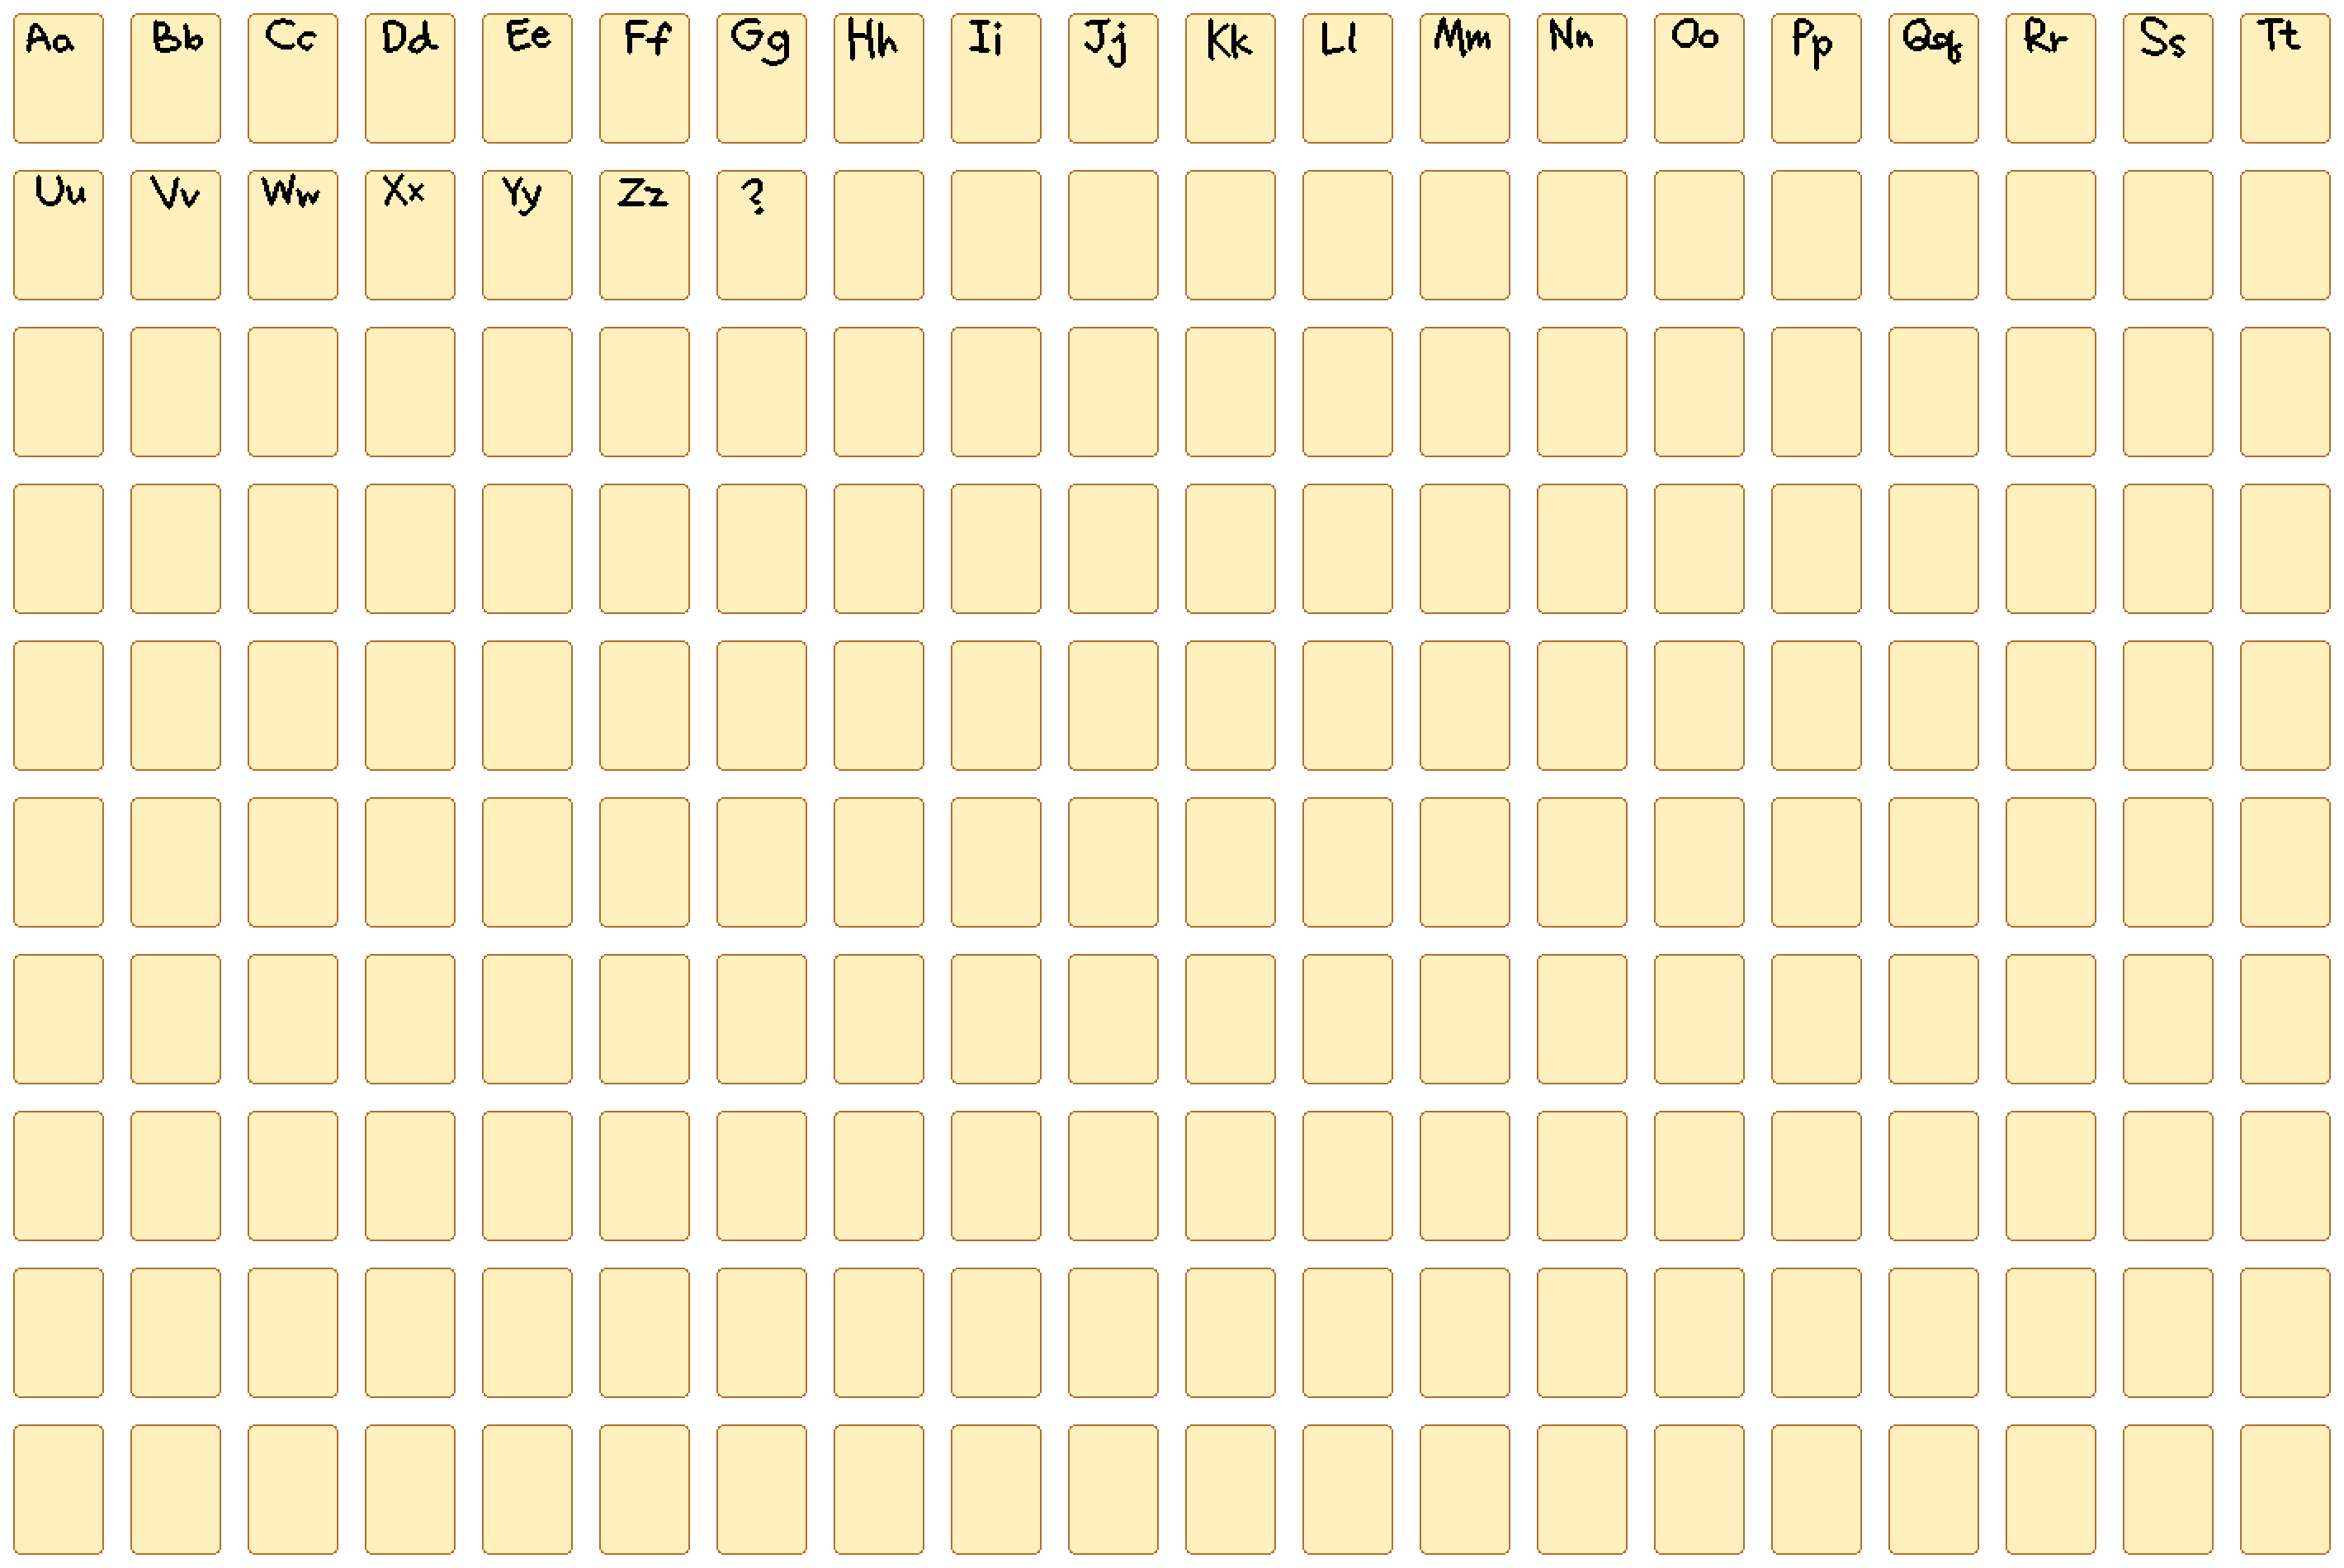 Aa Bb Cc Dd Ee Ff Gg Hh Ii Jj Kk Ll Mm Nn Oo Pp Qq Rr Ss Tt
Uu Vv Ww Xx Yy Zz ?